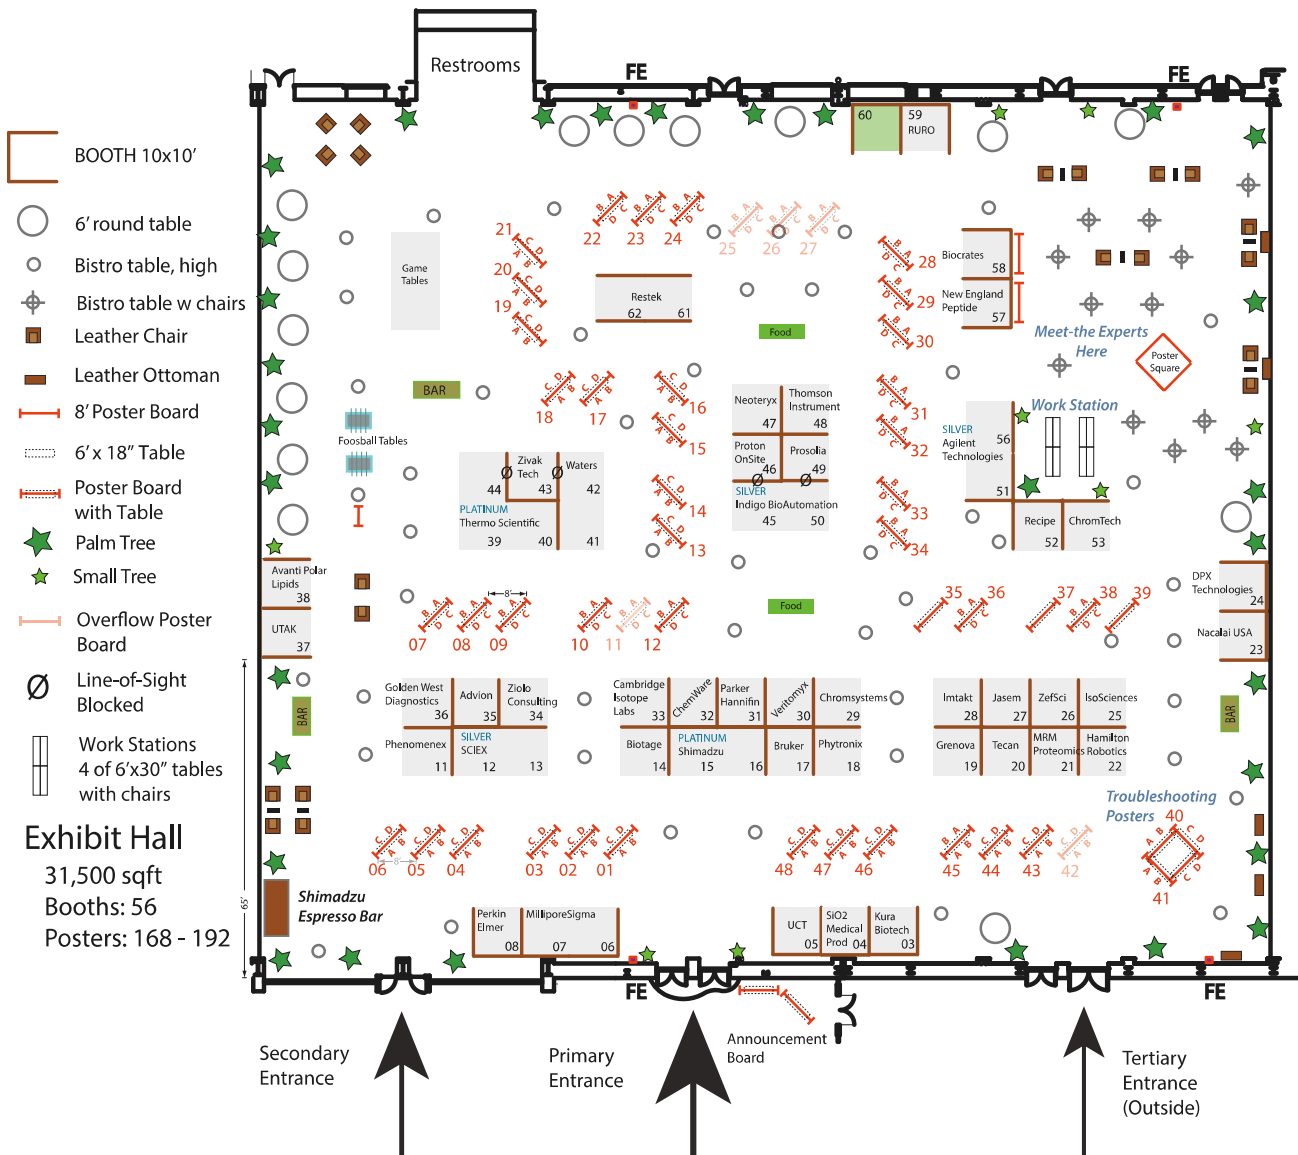 Restrooms
FE
FE
BOOTH 10x10'
6' round table
Bistro table, high
Bistro table w chairs
Leather Chair
Leather Ottoman
8' Poster Board
6' x 18" Table
Poster Board
with Table
Palm Tree
Small Tree
Overflow Poster
Board
Line-of-Sight
Blocked
Work Stations
4 of 6'x30" tables
with chairs
Exhibit Hall
31,500 sqft
Booths: 56
Posters: 168 - 192
60
59
RURO
21
20
19
22
23
24
25
26
27
28
29
30
Game
Tables
Restek
62
61
Food
Biocrates
58
New England
Peptide
57
Meet-the Experts
Here
Poster
Square
BAR
18
17
16
15
14
13
31
32
33
34
Foosball Tables
Neoteryx
47
Thomson
Instrument
48
Proton
OnSite
46
Prosolia
49
SILVER
Indigo BioAutomation
45
50
Work Station
SILVER
Agilent
Technologies
56
51
Recipe
52
ChromTech
53
Zivak
Tech
44
43
Waters
42
PLATINUM
Thermo Scientific
39
40
41
Avanti Polar
Lipids
38
UTAK
37
DPX
Technologies
24
Nacalai USA
23
8'
07
08
09
10
11
12
Food
35
36
37
38
39
65'
BAR
BAR
Golden West
Diagnostics
36
Advion
35
Ziolo
Consulting
34
Phenomenex
11
SILVER
SCIEX
12
13
Cambridge
Isotope
Labs
33
ChemWare
32
Parker
Hannifin
31
Veritomyx
30
Chromsystems
29
Biotage
14
PLATINUM
Shimadzu
15
16
Bruker
17
Phytronix
18
Imtakt
28
Jasem
27
ZefSci
26
IsoSciences
25
Grenova
19
Tecan
20
MRM
Proteomics
21
Hamilton
Robotics
22
Troubleshooting
Posters
40
41
8'
06
05
04
03
02
01
48
47
46
45
44
43
42
Shimadzu
Espresso Bar
Perkin
Elmer
08
MilliporeSigma
07
06
UCT
05
SiO2
Medical
Prod
04
Kura
Biotech
03
FE
FE
Announcement
Board
Secondary
Entrance
Primary
Entrance
Tertiary
Entrance
(Outside)